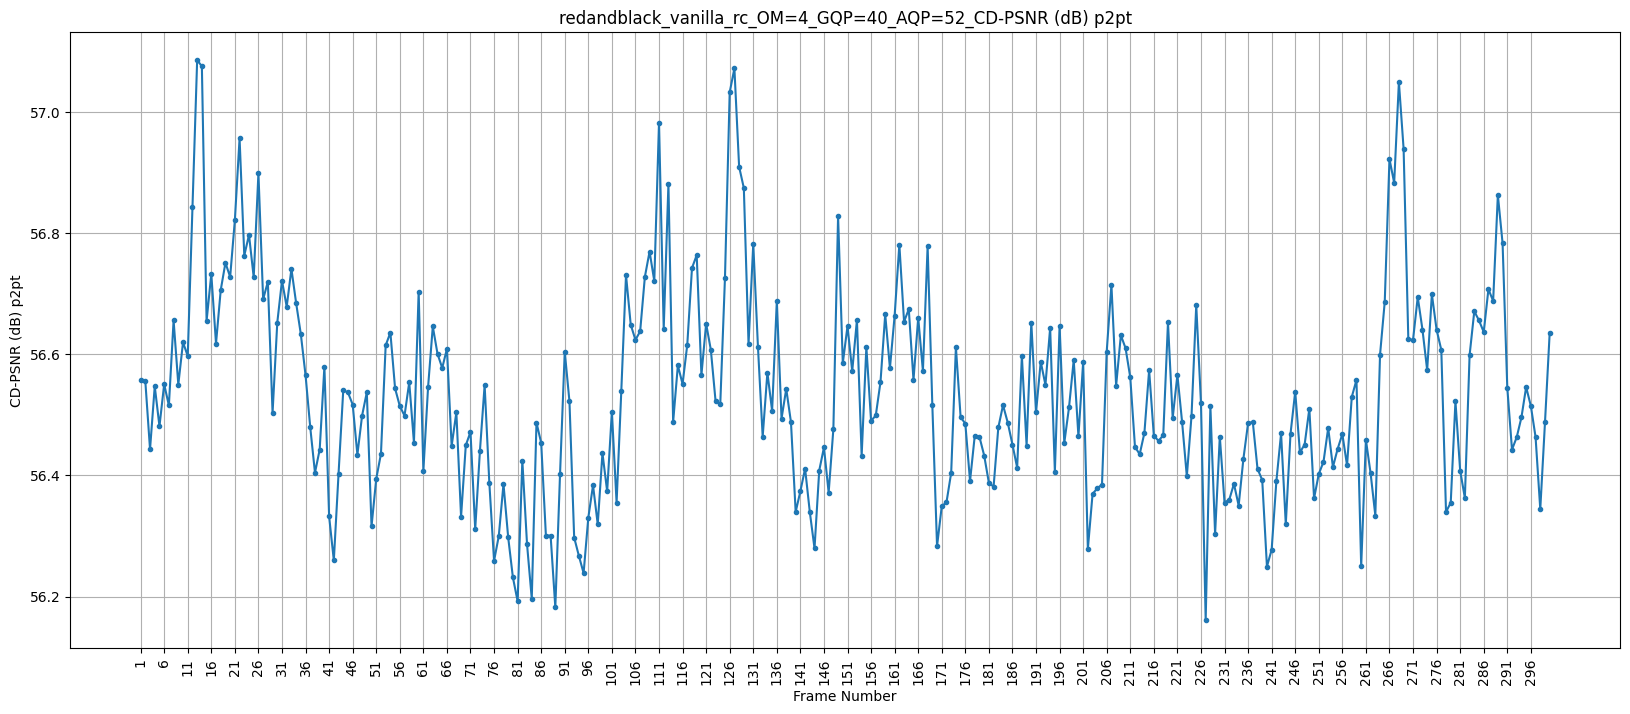 redandblack_vanilla_rc_OM=4_GQP=40_AQP=52_CD-PSNR (dB) p2pt
CD-PSNR (dB) p2pt
57.0
56.8
56.6
56.4
56.2
1 6 11 16 21 26 31 36 41 46 51 56 61 66 71 76 81 86 91 96 101 106 111 116 121 126 131 136 141 146 151 156 161 166 171 176 181 186 191 196 201 206 211 216 221 226 231 236 241 246 251 256 261 266 271 276 281 286 291 296
Frame Number